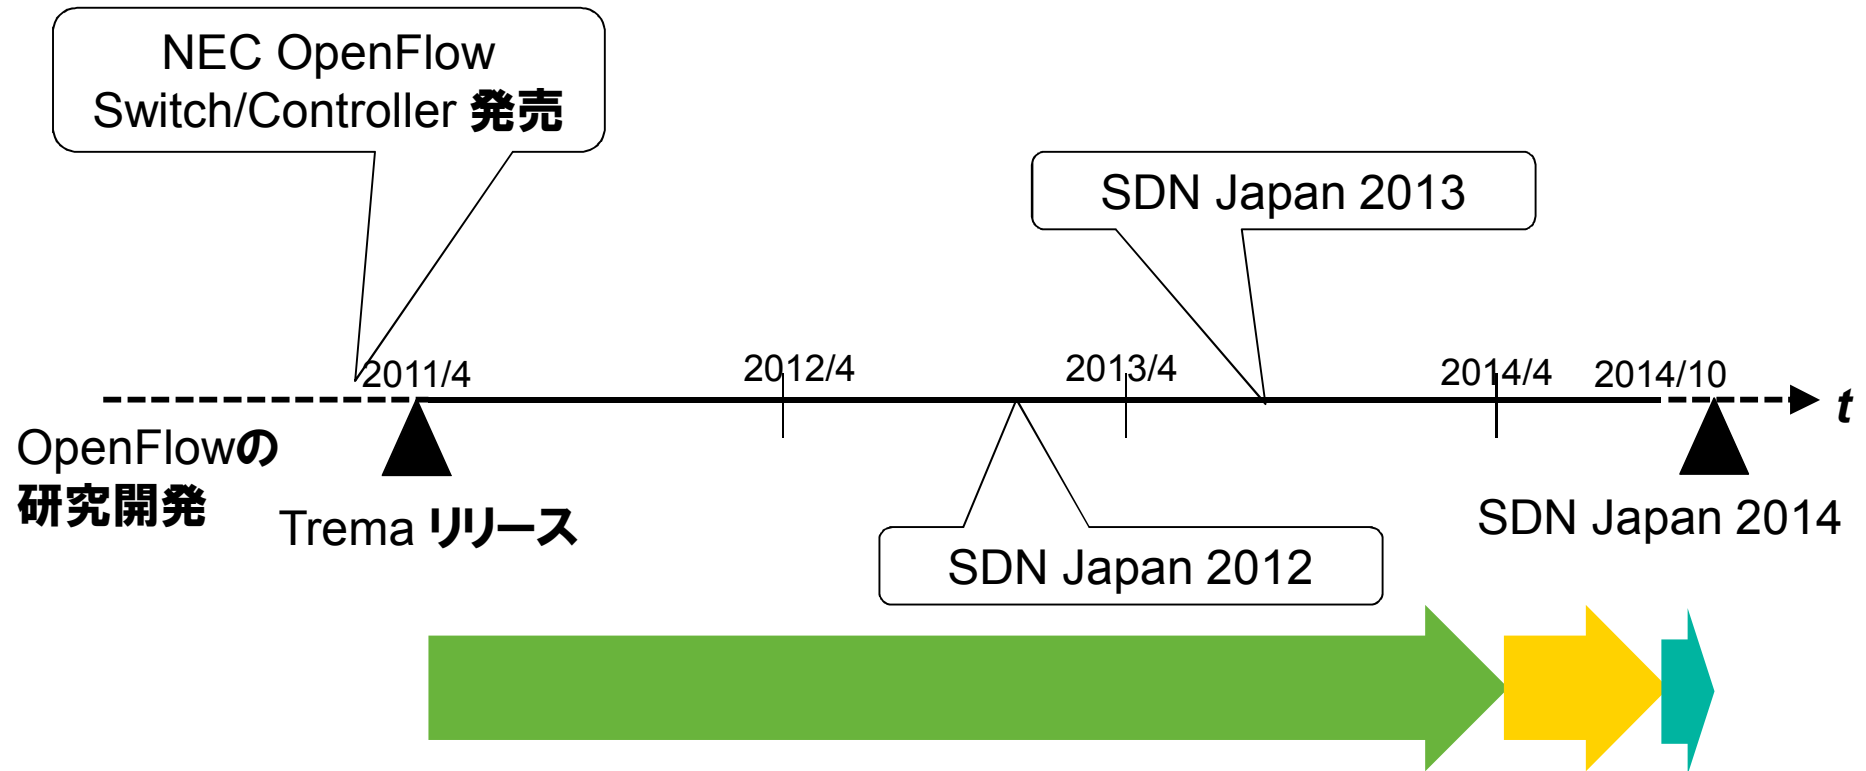 NEC OpenFlow
Switch/Controller 発売
SDN Japan 2013
2011/4
2012/4
2013/4
2014/4
2014/10
t
OpenFlowの
研究開発
Trema リリース
SDN Japan 2012
SDN Japan 2014